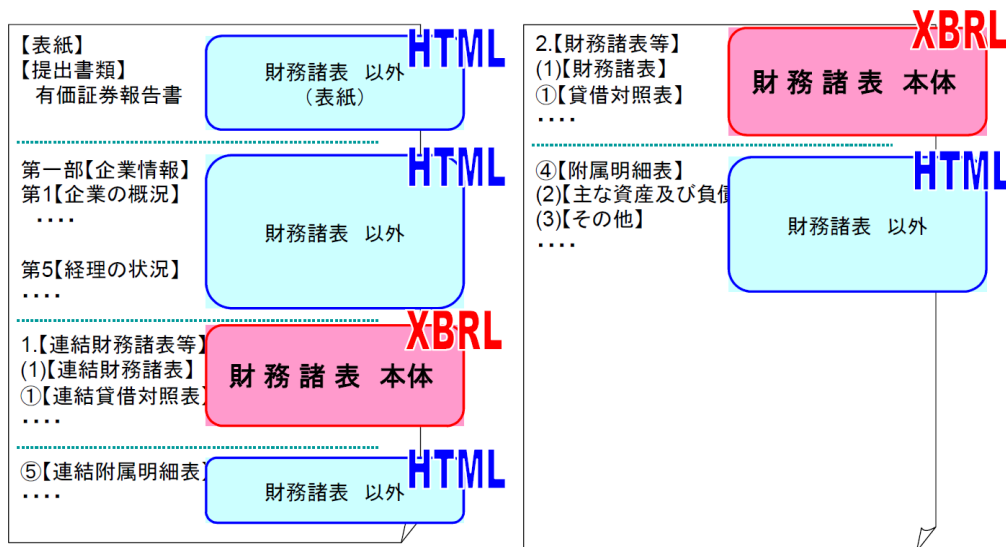 【表紙】
【提出書類】
有価証券報告書
HTML
財務諸表 以外
（表紙）
第一部【企業情報】
第1【企業の概況】
・・・・
第5【経理の状況】
・・・・
HTML
財務諸表 以外
1.【連結財務諸表等】
(1)【連結財務諸表】
①【連結貸借対照表】
・・・・
XBRL
財務諸表 本体
⑤【連結附属明細表】
・・・・
HTML
財務諸表 以外
2.【財務諸表等】
(1)【財務諸表】
①【貸借対照表】
・・・・
XBRL
財務諸表 本体
④【附属明細表】
(2)【主な資産及び負債
(3)【その他】
・・・・
HTML
財務諸表 以外